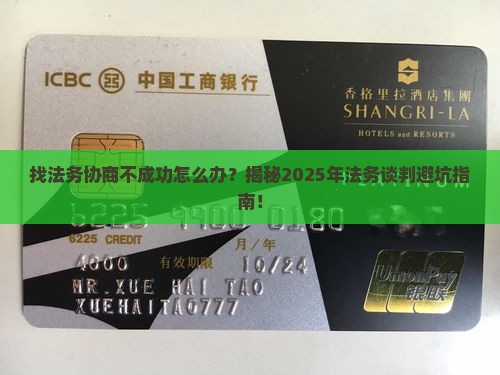 ICBC 中国工商银行
香格里拉酒店集團
SHANGRI-LA
HOTELS and RESORTS
找法务协商不成功怎么办？揭秘2025年法务谈判避坑指
南！
6225 CREDIT
月/年
4000 有效期限 10/24
MR.XUE HAI TAO
XUEHAITAO777
UnionPay
银联